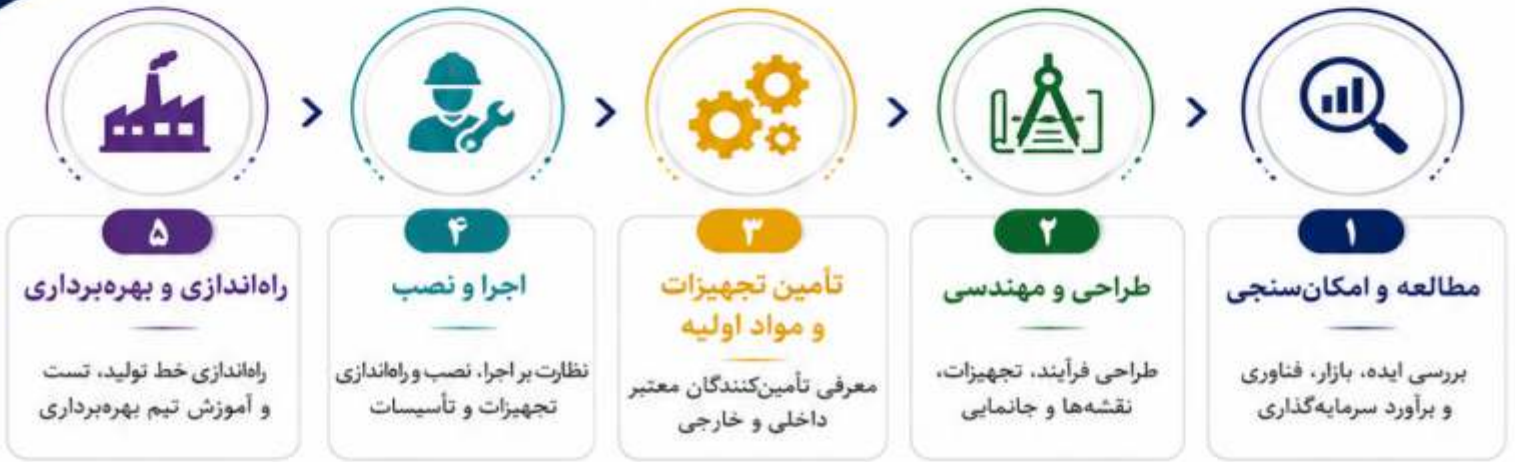 ۱
مطالعه و امکان‌سنجی
بررسی ایده، بازار، فناوری
و برآورد سرمایه‌گذاری
۲
طراحی و مهندسی
طراحی فرآیند، تجهیزات،
نقشه‌ها و جانمایی
۳
تأمین تجهیزات
و مواد اولیه
معرفی تأمین‌کنندگان معتبر
داخلی و خارجی
۴
اجرا و نصب
نظارت بر اجرا، نصب و راه‌اندازی
تجهیزات و تأسیسات
۵
راه‌اندازی و بهره‌برداری
راه‌اندازی خط تولید، تست
و آموزش تیم بهره‌برداری